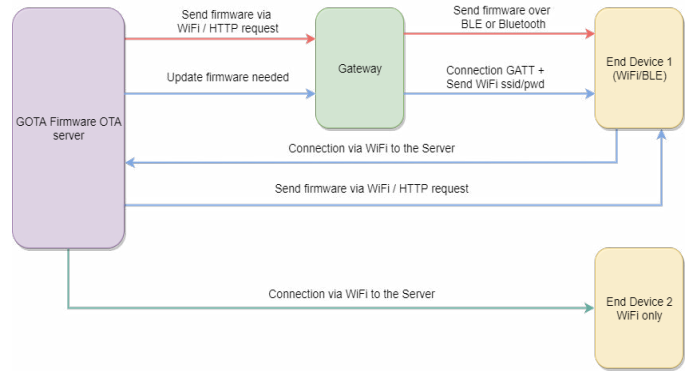 Send firmware via
WiFi / HTTP request
Send firmware over
BLE or Bluetooth
Gateway
End Device 1
(WiFi/BLE)
Update firmware needed
Connection GATT +
Send WiFi ssid/pwd
GOTA Firmware OTA
server
Connection via WiFi to the Server
Send firmware via WiFi / HTTP request
Connection via WiFi to the Server
End Device 2
WiFi only